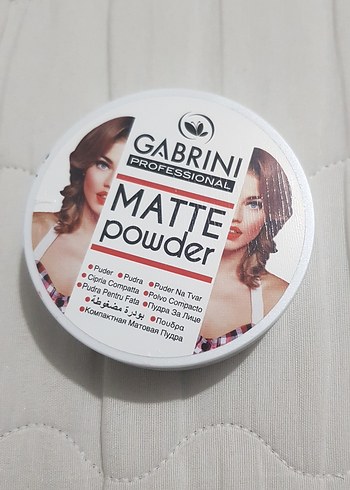 GABRINI
PROFESSIONAL
MATTE
powder
Puder Pudra Puder Na Tvar
Cipria Compatta Polvo Compacto
Pudra Pentru Fata Пудра За Лице
بودرة مضغوطة Πουδρα
Компактная Матовая Пудра